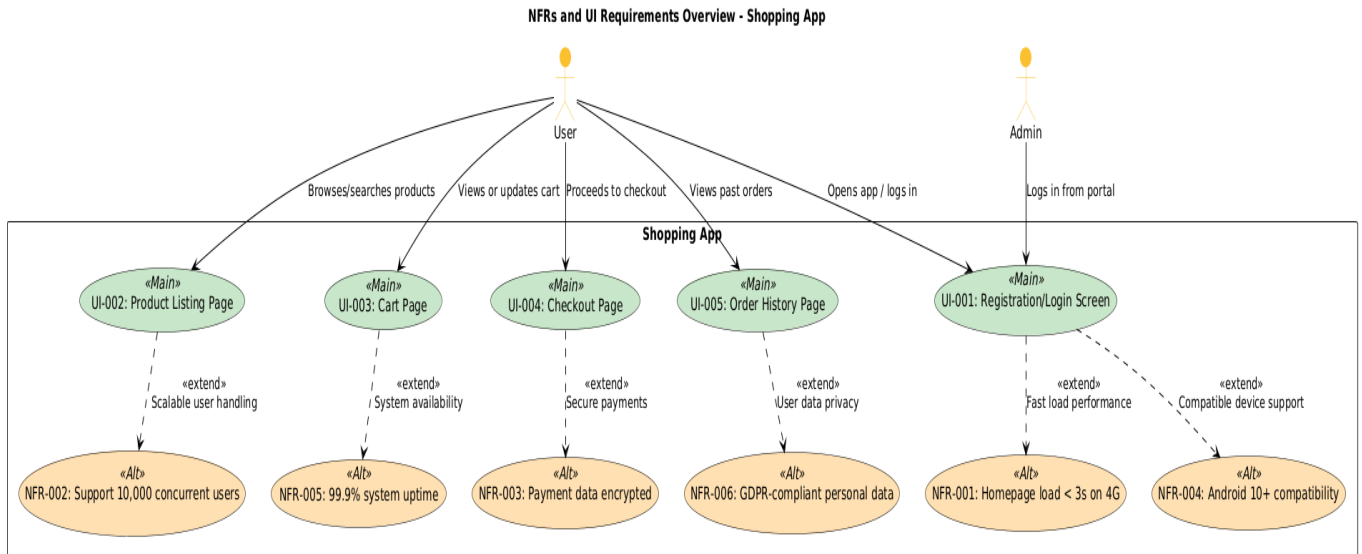 NFRs and UI Requirements Overview - Shopping App
User
Admin
Browses/searches products
Views or updates cart
Proceeds to checkout
Views past orders
Opens app / logs in
Logs in from portal
Shopping App
«Main»
UI-002: Product Listing Page
«Main»
UI-003: Cart Page
«Main»
UI-004: Checkout Page
«Main»
UI-005: Order History Page
«Main»
UI-001: Registration/Login Screen
«extend»
Scalable user handling
«extend»
System availability
«extend»
Secure payments
«extend»
User data privacy
«extend»
Fast load performance
«extend»
Compatible device support
«Alt»
NFR-002: Support 10,000 concurrent users
«Alt»
NFR-005: 99.9% system uptime
«Alt»
NFR-003: Payment data encrypted
«Alt»
NFR-006: GDPR-compliant personal data
«Alt»
NFR-001: Homepage load < 3s on 4G
«Alt»
NFR-004: Android 10+ compatibility